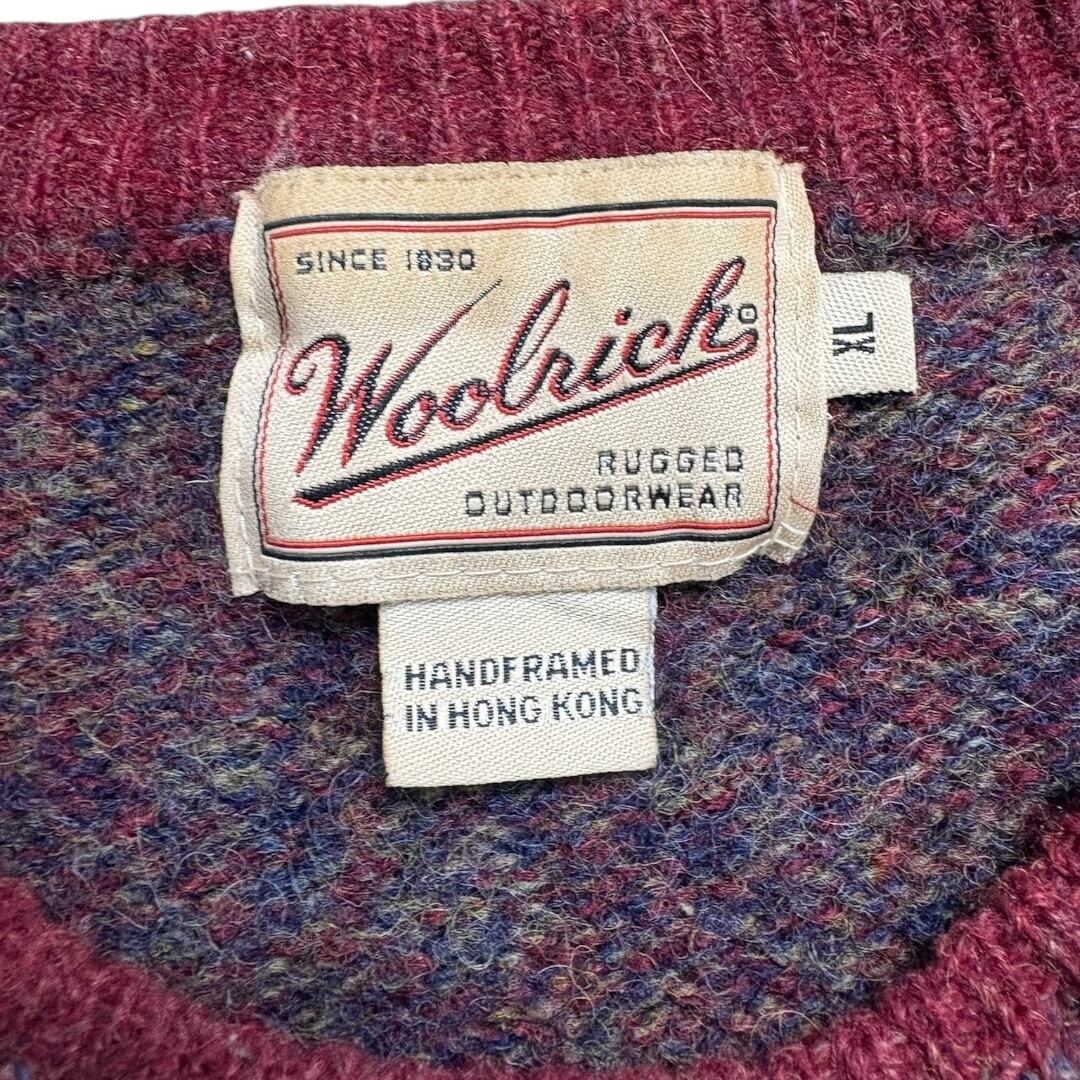 SINCE 1830
Woolrich®
RUGGED
OUTDOORWEAR
XL
HANDFRAMED
IN HONG KONG